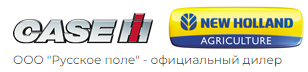 CASE IH NEW HOLLAND
AGRICULTURE
ООО "Русское поле" - официальный дилер